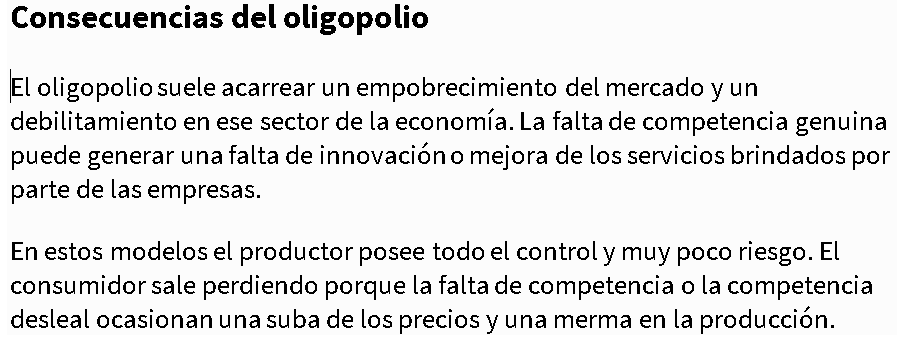 Consecuencias del oligopolio
El oligopolio suele acarrear un empobrecimiento del mercado y un
debilitamiento en ese sector de la economía. La falta de competencia genuina
puede generar una falta de innovación o mejora de los servicios brindados por
parte de las empresas.
En estos modelos el productor posee todo el control y muy poco riesgo. El
consumidor sale perdiendo porque la falta de competencia o la competencia
desleal ocasionan una suba de los precios y una merma en la producción.